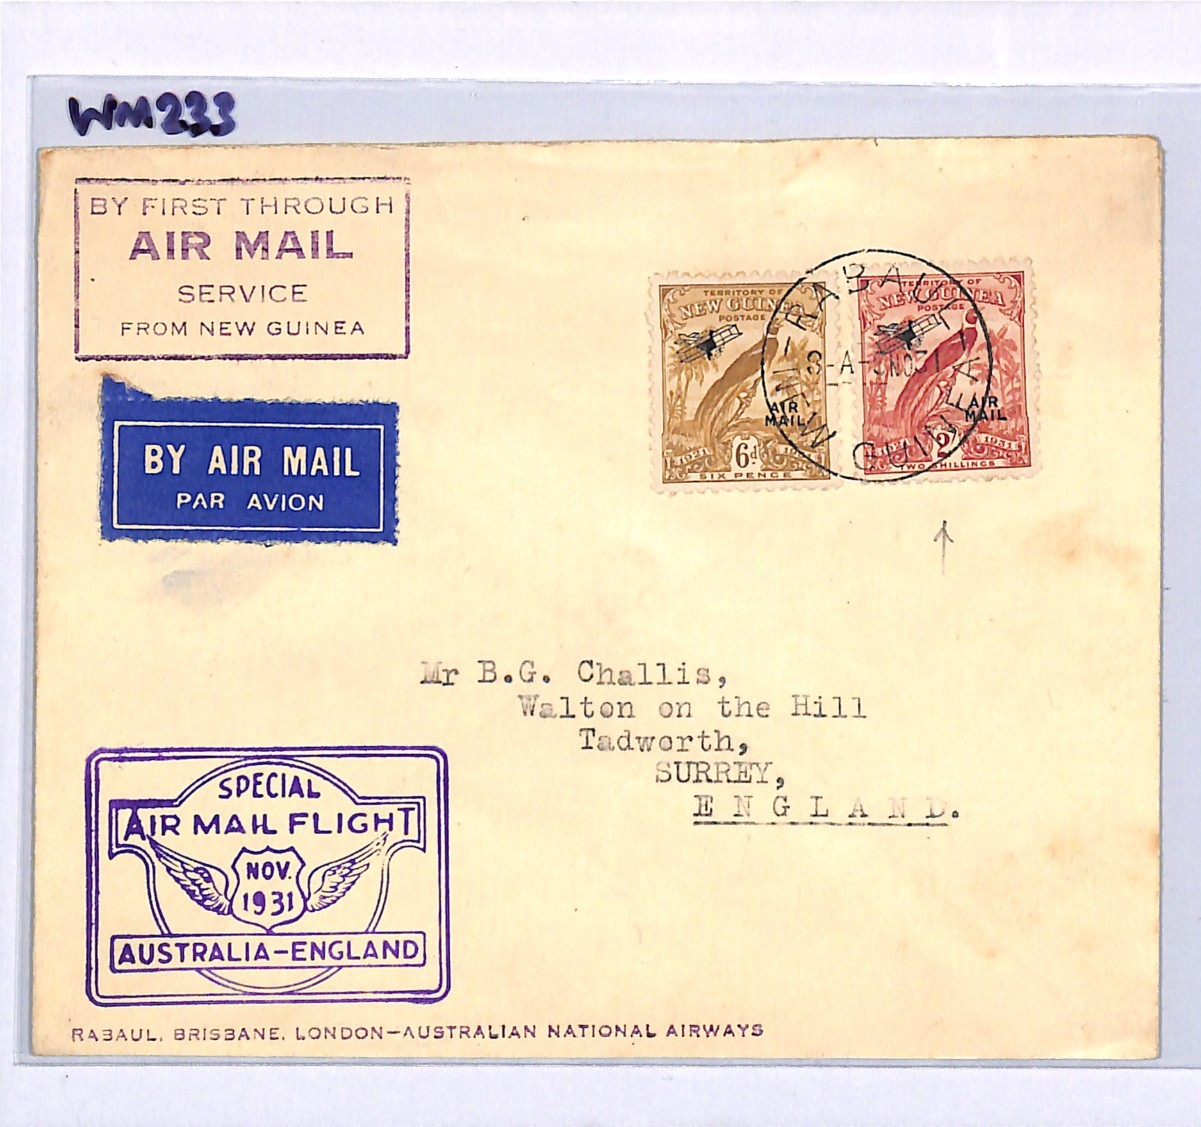 WM233
BY FIRST THROUGH
AIR MAIL
SERVICE
FROM NEW GUINEA
BY AIR MAIL
PAR AVION
TERRITORY OF
NEW GUINEA
POSTAGE
AIR
MAIL
1921
6d
SIX PENCE
TERRITORY OF
NEW GUINEA
POSTAGE
AIR
MAIL
2
1931
TWO SHILLINGS
RABAUL
NEW GUINEA
Mr B.G. Challis,
Walton on the Hill
Tadworth,
SURREY,
E N G L A N D.
SPECIAL
AIR MAIL FLIGHT
NOV.
1931
AUSTRALIA-ENGLAND
RABAUL, BRISBANE, LONDON-AUSTRALIAN NATIONAL AIRWAYS